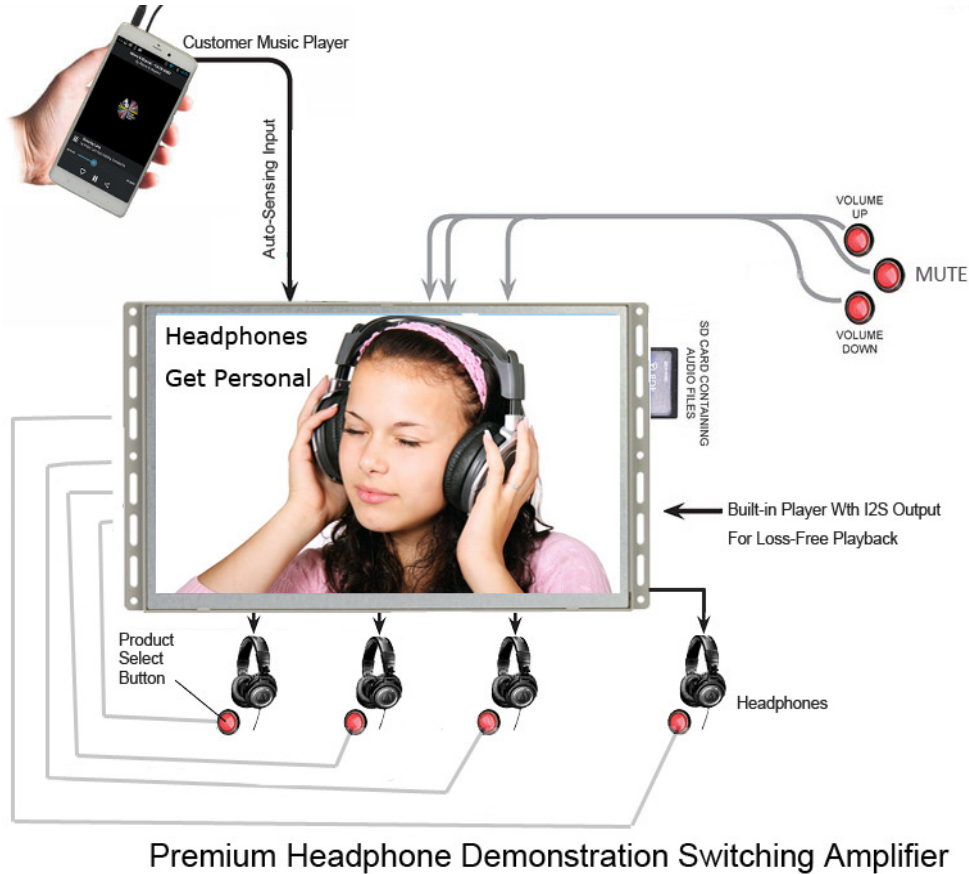 Customer Music Player
Auto-Sensing Input
VOLUME
UP
MUTE
VOLUME
DOWN
Headphones
Get Personal
SD CARD CONTAINING
AUDIO FILES
Built-in Player Wth I2S Output
For Loss-Free Playback
Product
Select
Button
Headphones
Premium Headphone Demonstration Switching Amplifier